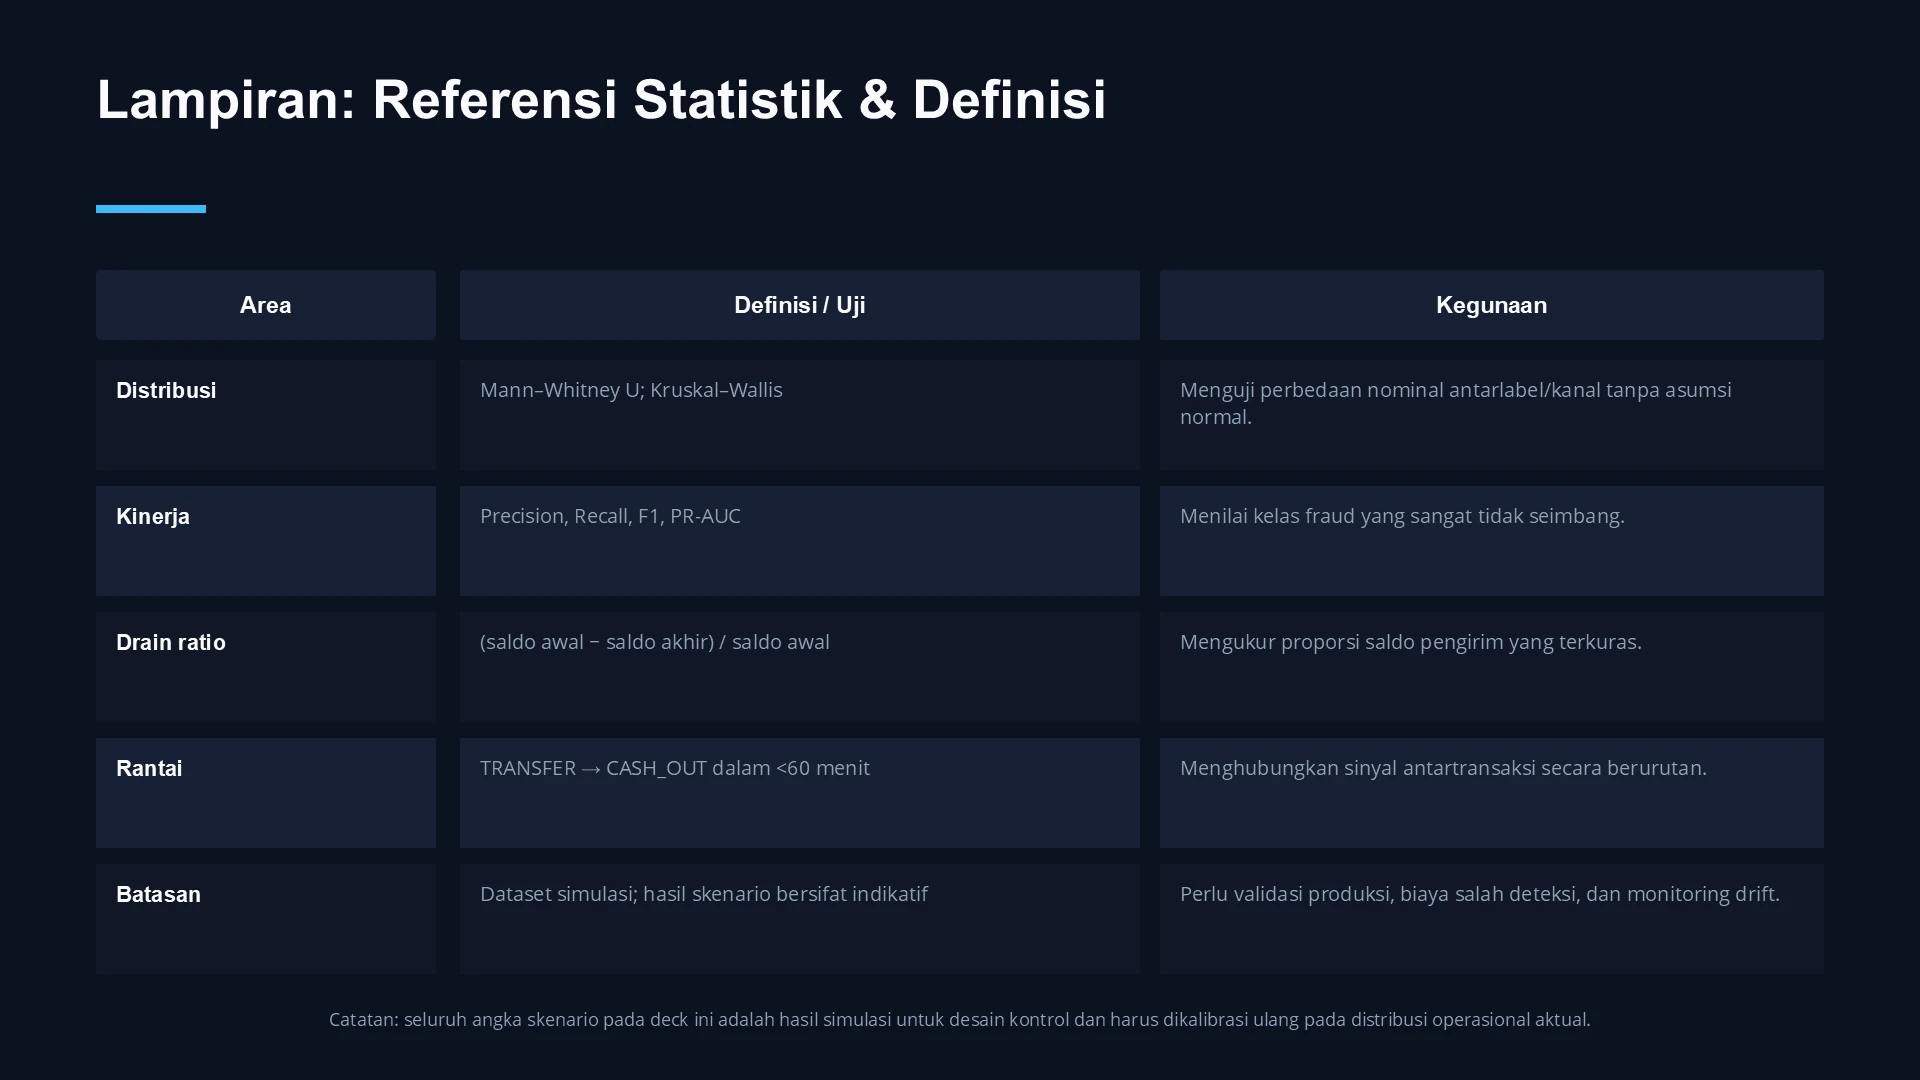 Lampiran: Referensi Statistik & Definisi
Area
Definisi / Uji
Kegunaan
Distribusi
Mann–Whitney U; Kruskal–Wallis
Menguji perbedaan nominal antarlabel/kanal tanpa asumsi
normal.
Kinerja
Precision, Recall, F1, PR-AUC
Menilai kelas fraud yang sangat tidak seimbang.
Drain ratio
(saldo awal − saldo akhir) / saldo awal
Mengukur proporsi saldo pengirim yang terkuras.
Rantai
TRANSFER → CASH_OUT dalam <60 menit
Menghubungkan sinyal antartransaksi secara berurutan.
Batasan
Dataset simulasi; hasil skenario bersifat indikatif
Perlu validasi produksi, biaya salah deteksi, dan monitoring drift.
Catatan: seluruh angka skenario pada deck ini adalah hasil simulasi untuk desain kontrol dan harus dikalibrasi ulang pada distribusi operasional aktual.